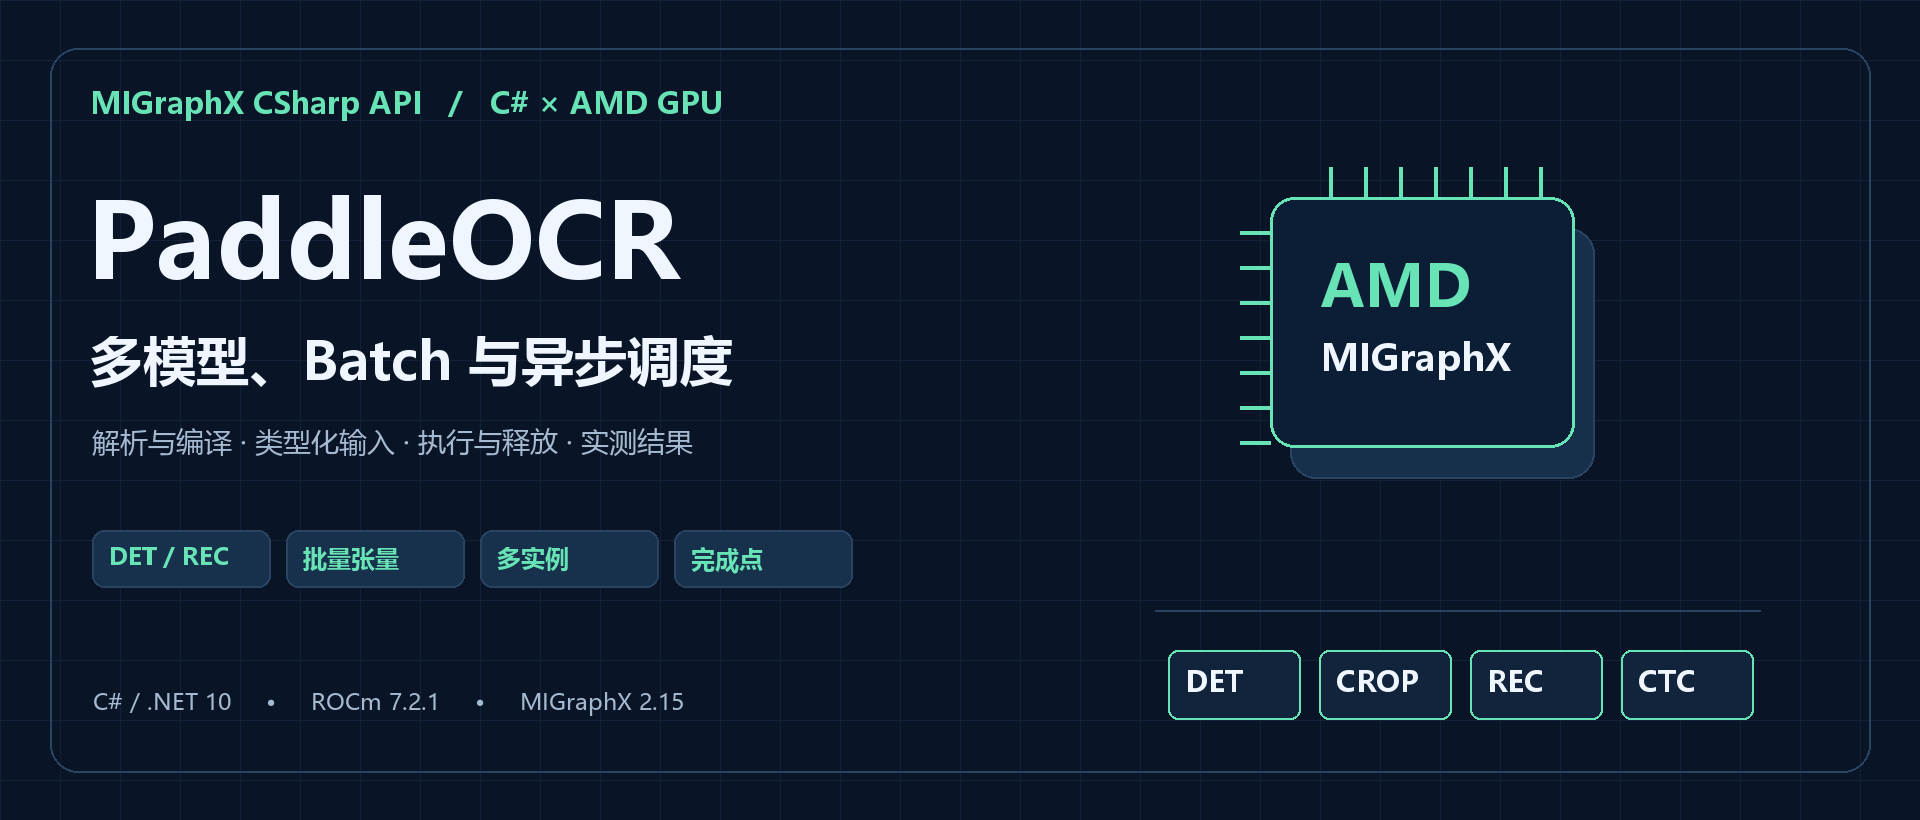 MIGraphX CSharp API / C# × AMD GPU
PaddleOCR
多模型、Batch 与异步调度
解析与编译 · 类型化输入 · 执行与释放 · 实测结果
DET / REC
批量张量
多实例
完成点
C# / .NET 10 • ROCm 7.2.1 • MIGraphX 2.15
AMD
MIGraphX
DET
CROP
REC
CTC